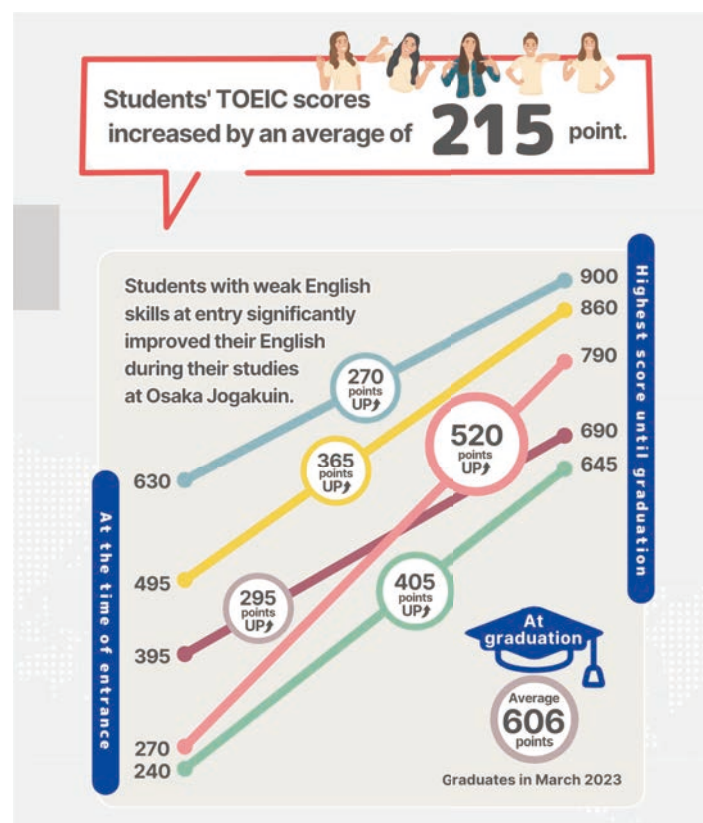 Students' TOEIC scores
increased by an average of 215 point.
Students with weak English
skills at entry significantly
improved their English
during their studies
at Osaka Jogakuin.
At the time of entrance
630
495
395
270
240
270
points
UP
365
points
UP
295
points
UP
520
points
UP
405
points
UP
900
860
790
690
645
Highest score until graduation
At
graduation
Average
606
points
Graduates in March 2023